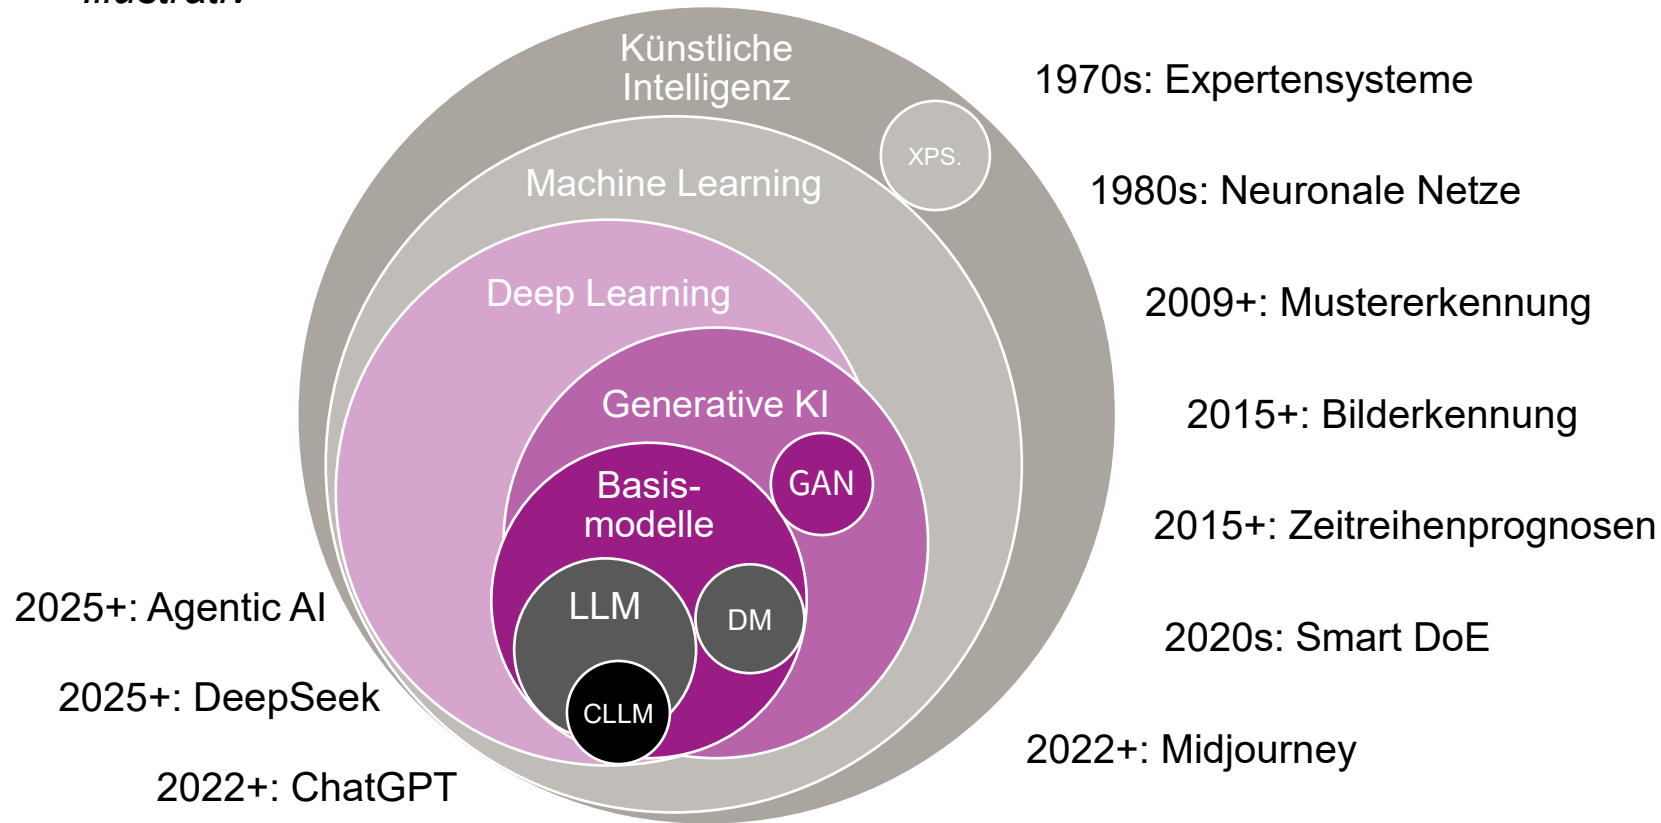 Illustrativ
Künstliche
Intelligenz
XPS.
Machine Learning
Deep Learning
Generative KI
GAN
Basis-
modelle
LLM
DM
CLLM
1970s: Expertensysteme
1980s: Neuronale Netze
2009+: Mustererkennung
2015+: Bilderkennung
2015+: Zeitreihenprognosen
2020s: Smart DoE
2022+: Midjourney
2025+: Agentic AI
2025+: DeepSeek
2022+: ChatGPT